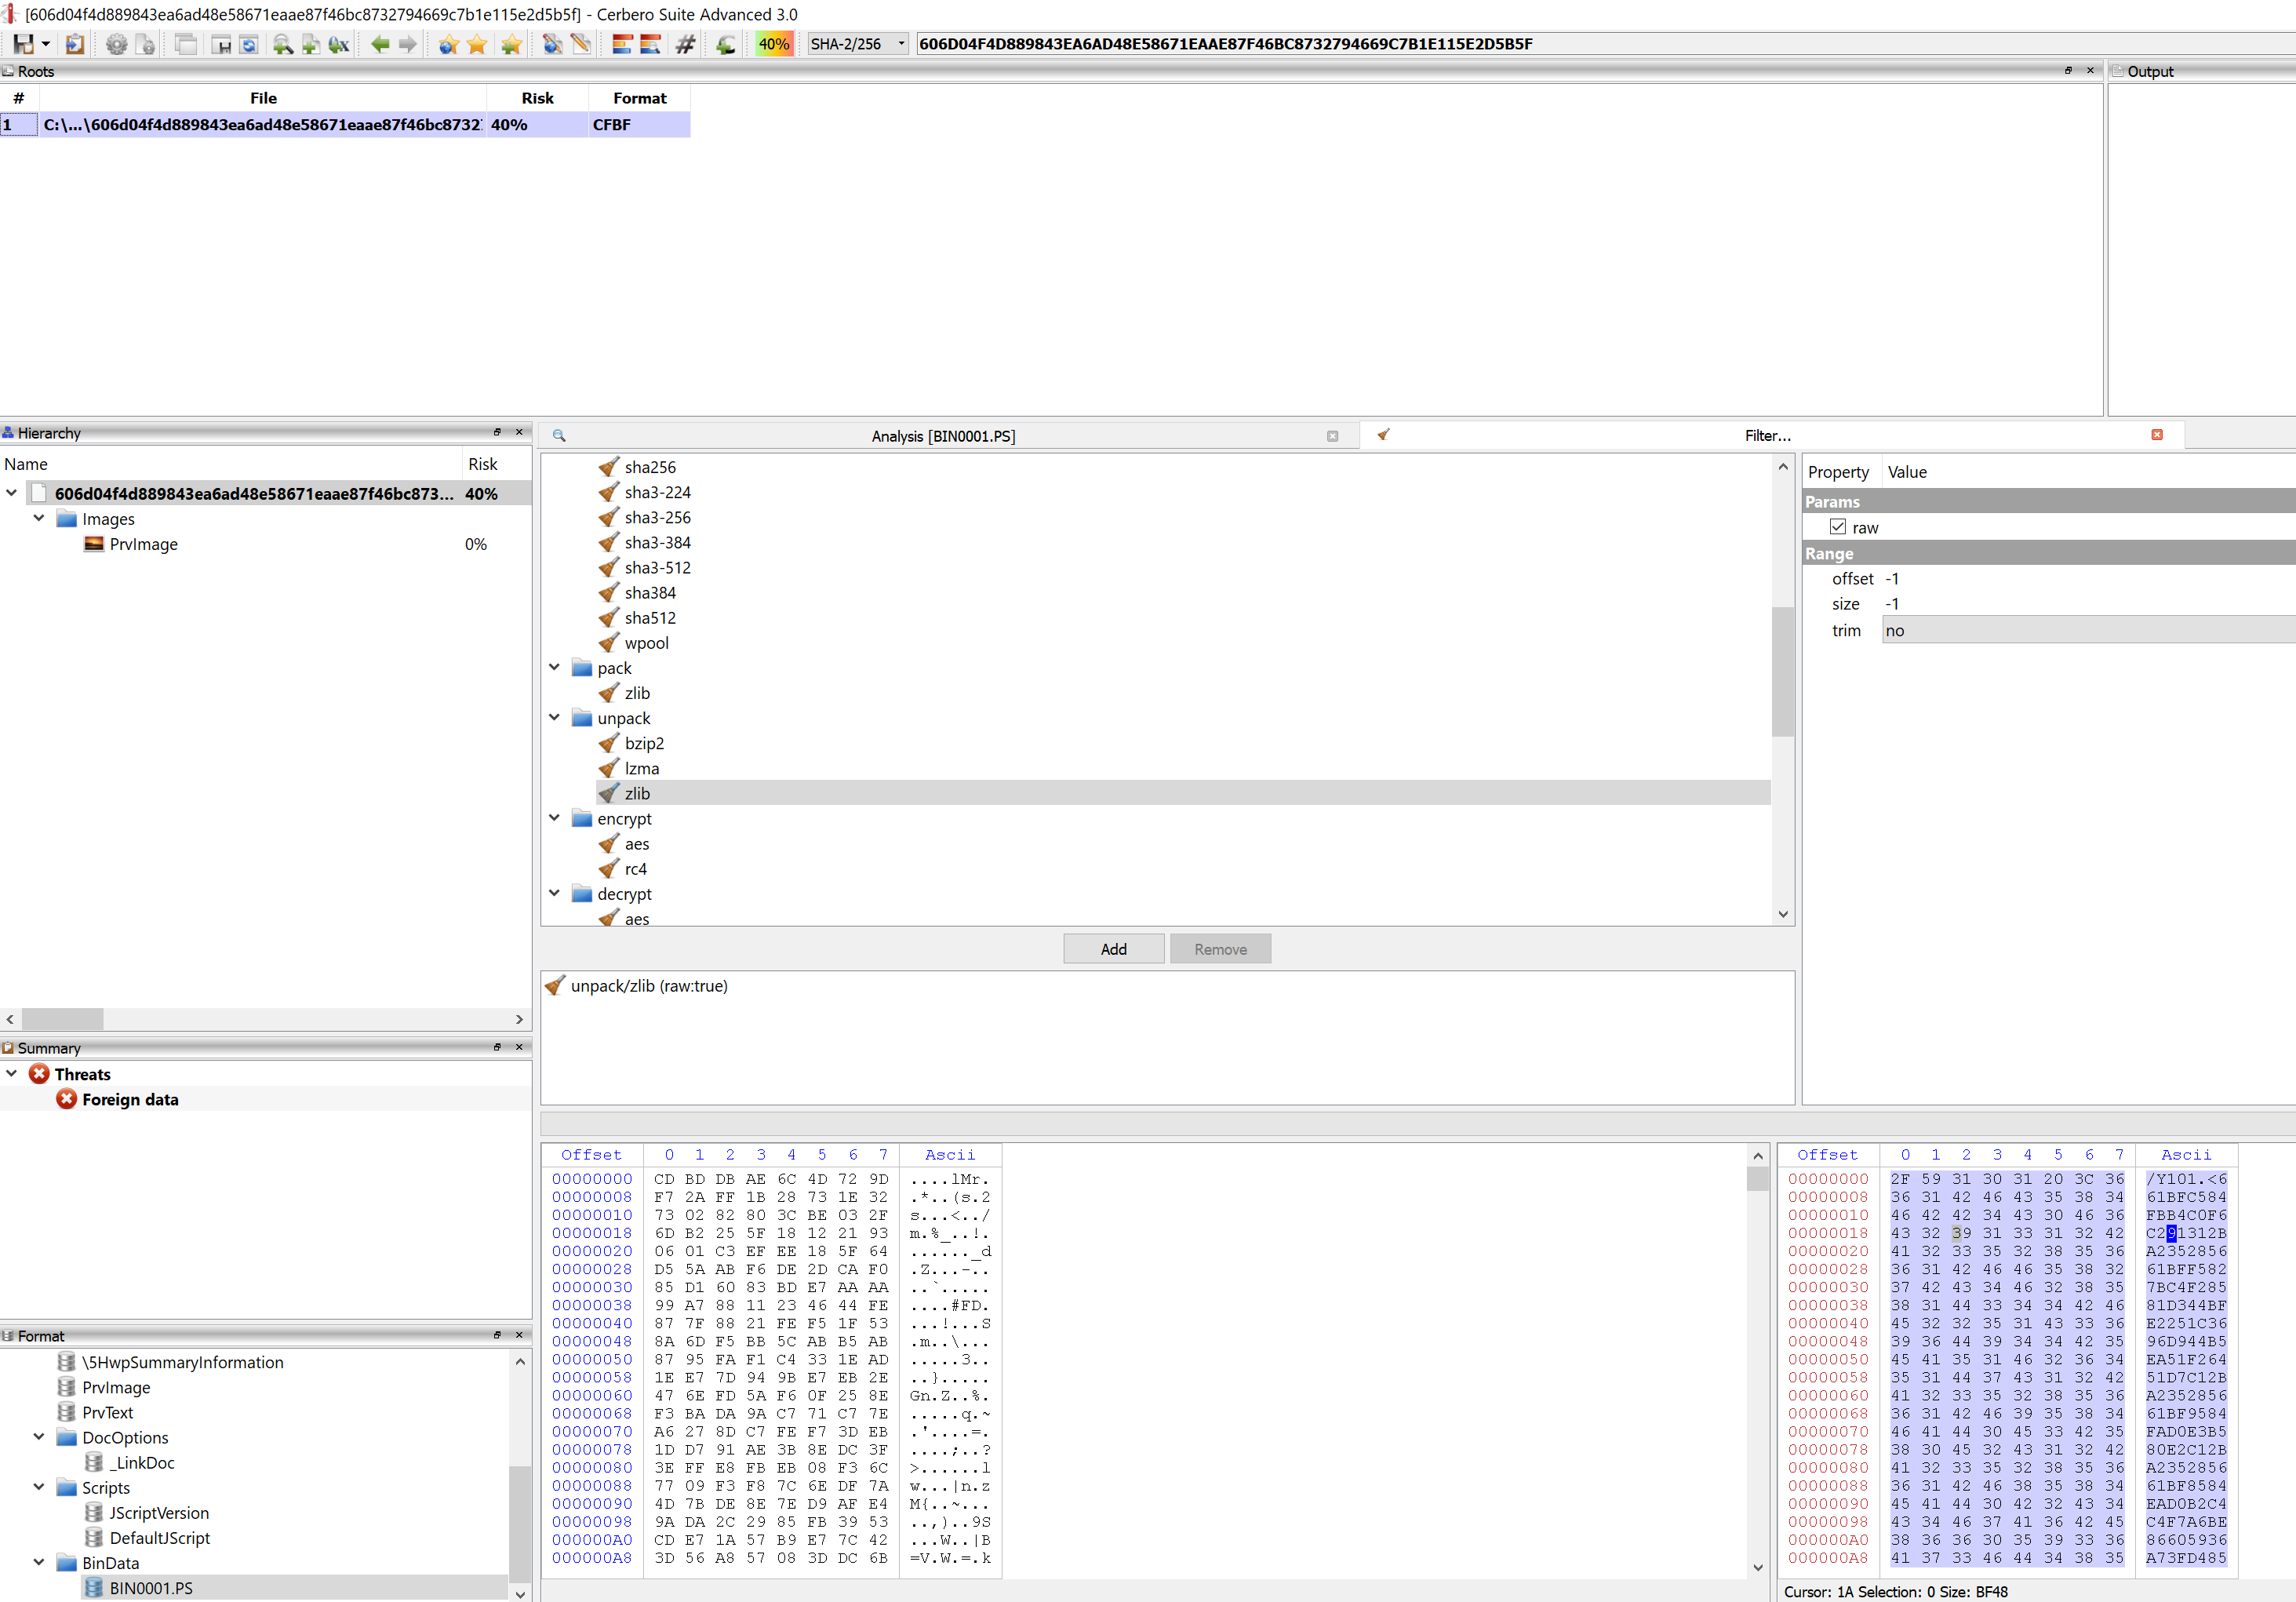 [606d04f4d889843ea6ad48e58671eaae87f46bc8732794669c7b1e115e2d5b5f] - Cerbero Suite Advanced 3.0
40% SHA-2/256 606D04F4D889843EA6AD48E58671EAAE87F46BC8732794669C7B1E115E2D5B5F
Roots
# File Risk Format
1 C:\...\606d04f4d889843ea6ad48e58671eaae87f46bc8732 40% CFBF
Output
Hierarchy
Name Risk
606d04f4d889843ea6ad48e58671eaae87f46bc873... 40%
Images
PrvImage 0%
Summary
Threats
Foreign data
Format
\5HwpSummaryInformation
PrvImage
PrvText
DocOptions
_LinkDoc
Scripts
JScriptVersion
DefaultJScript
BinData
BIN0001.PS
Analysis [BIN0001.PS]
Filter...
sha256
sha3-224
sha3-256
sha3-384
sha3-512
sha384
sha512
wpool
pack
zlib
unpack
bzip2
lzma
zlib
encrypt
aes
rc4
decrypt
aes
Add Remove
unpack/zlib (raw:true)
Property Value
Params
raw
Range
offset -1
size -1
trim no
Offset 0 1 2 3 4 5 6 7 Ascii
00000000 CD BD DB AE 6C 4D 72 9D ....lMr.
00000008 F7 2A FF 1B 28 73 1E 32 .*..(s.2
00000010 73 02 82 80 3C BE 03 2F s...<../
00000018 6D B2 25 5F 18 12 21 93 m.%_..!.
00000020 06 01 C3 EF EE 18 5F 64 ......_d
00000028 D5 5A AB F6 DE 2D CA F0 .Z...-..
00000030 85 D1 60 83 BD E7 AA AA ..`.....
00000038 99 A7 88 11 23 46 44 FE ....#FD.
00000040 87 7F 88 21 FE F5 1F 53 ...!...S
00000048 8A 6D F5 BB 5C AB B5 AB .m..\...
00000050 87 95 FA F1 C4 33 1E AD .....3..
00000058 1E E7 7D 94 9B E7 EB 2E ..}.....
00000060 47 6E FD 5A F6 0F 25 8E Gn.Z..%.
00000068 F3 BA DA 9A C7 71 C7 7E .....q.~
00000070 A6 27 8D C7 FE F7 3D EB .'....=.
00000078 1D D7 91 AE 3B 8E DC 3F ....;..?
00000080 3E FF E8 FB EB 08 F3 6C >......l
00000088 77 09 F3 F8 7C 6E DF 7A w...|n.z
00000090 4D 7B DE 8E 7E D9 AF E4 M{..~...
00000098 9A DA 2C 29 85 FB 39 53 ..,)..9S
000000A0 CD E7 1A 57 B9 E7 7C 42 ...W..|B
000000A8 3D 56 A8 57 08 3D DC 6B =V.W.=.k
Offset 0 1 2 3 4 5 6 7 Ascii
00000000 2F 59 31 30 31 20 3C 36 /Y101.<6
00000008 36 31 42 46 43 35 38 34 61BFC584
00000010 46 42 42 34 43 30 46 36 FBB4C0F6
00000018 43 32 39 31 33 31 32 42 C291312B
00000020 41 32 33 35 32 38 35 36 A2352856
00000028 36 31 42 46 46 35 38 32 61BFF582
00000030 37 42 43 34 46 32 38 35 7BC4F285
00000038 38 31 44 33 34 34 42 46 81D344BF
00000040 45 32 32 35 31 43 33 36 E2251C36
00000048 39 36 44 39 34 34 42 35 96D944B5
00000050 45 41 35 31 46 32 36 34 EA51F264
00000058 35 31 44 37 43 31 32 42 51D7C12B
00000060 41 32 33 35 32 38 35 36 A2352856
00000068 36 31 42 46 39 35 38 34 61BF9584
00000070 46 41 44 30 45 33 42 35 FAD0E3B5
00000078 38 30 45 32 43 31 32 42 80E2C12B
00000080 41 32 33 35 32 38 35 36 A2352856
00000088 36 31 42 46 38 35 38 34 61BF8584
00000090 45 41 44 30 42 32 43 34 EAD0B2C4
00000098 43 34 46 37 41 36 42 45 C4F7A6BE
000000A0 38 36 36 30 35 39 33 36 86605936
000000A8 41 37 33 46 44 34 38 35 A73FD485
Cursor: 1A Selection: 0 Size: BF48